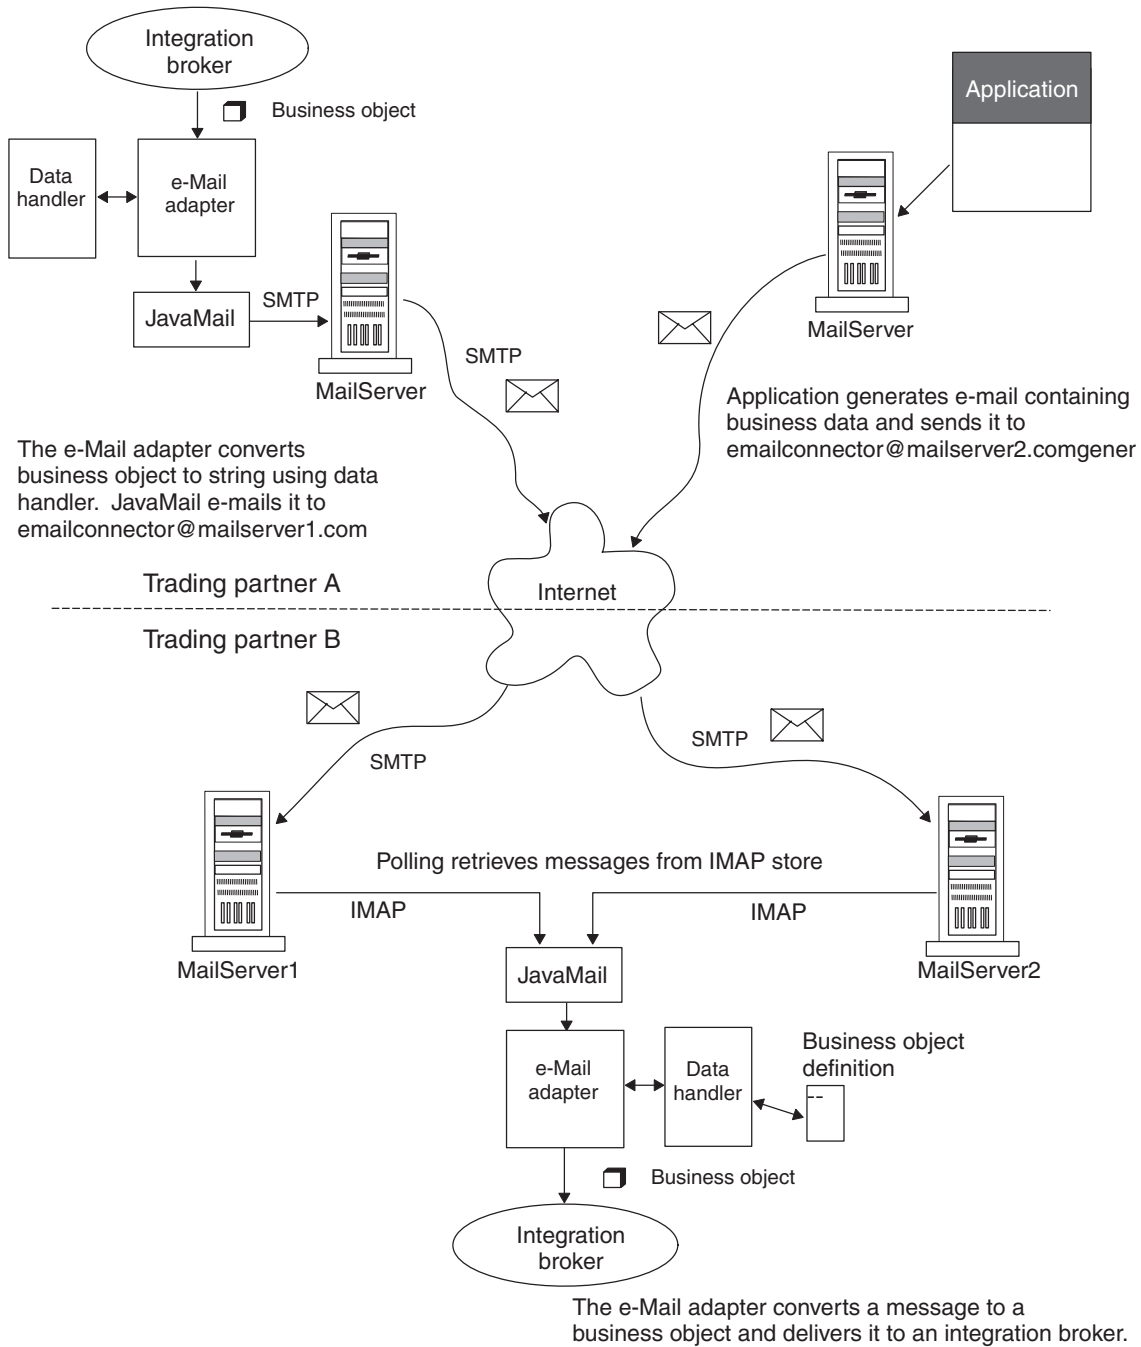 Integration
broker
Business object
Application
Data
handler
e-Mail
adapter
JavaMail
SMTP
MailServer
SMTP
MailServer
Application generates e-mail containing
business data and sends it to
emailconnector@mailserver2.comgener
The e-Mail adapter converts
business object to string using data
handler. JavaMail e-mails it to
emailconnector@mailserver1.com
Trading partner A
Internet
Trading partner B
SMTP
SMTP
Polling retrieves messages from IMAP store
IMAP
IMAP
MailServer1
JavaMail
MailServer2
e-Mail
adapter
Data
handler
Business object
definition
Business object
Integration
broker
The e-Mail adapter converts a message to a
business object and delivers it to an integration broker.